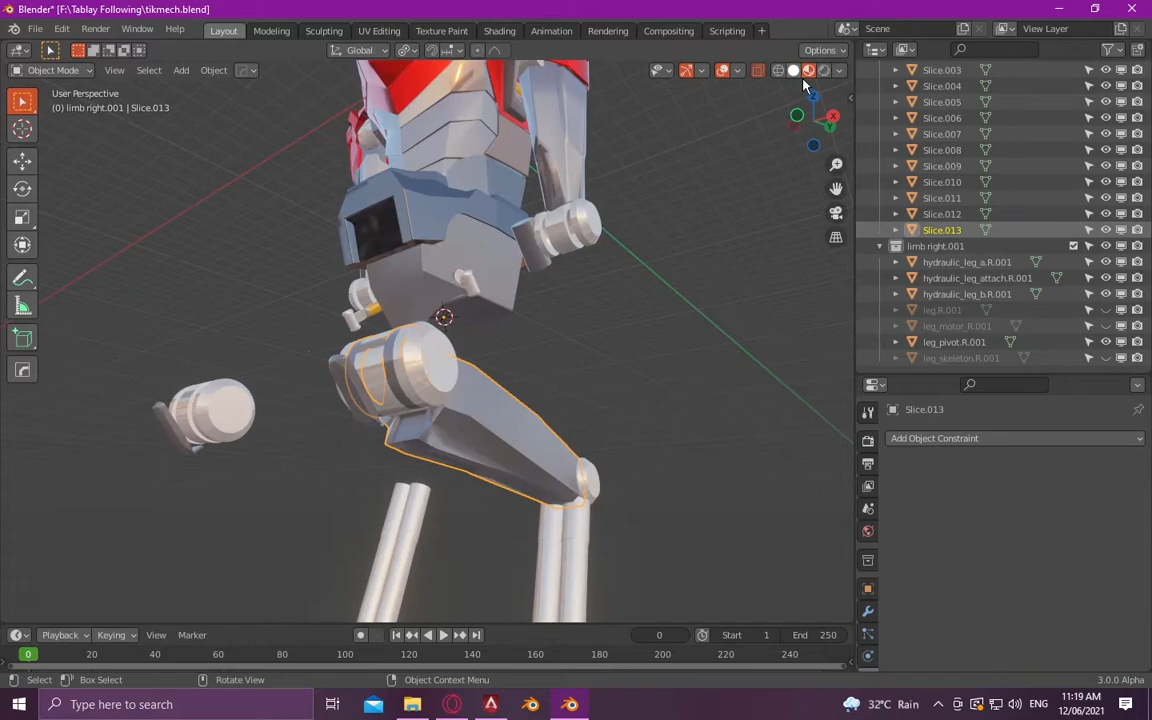 Blender* [F:\Tablay Following\tikmech.blend]
File Edit Render Window Help Layout Modeling Sculpting UV Editing Texture Paint Shading Animation Rendering Compositing Scripting + Scene View Layer
Global Options
Object Mode View Select Add Object
User Perspective
(0) limb right.001 | Slice.013
Z
X
Y
Slice.003
Slice.004
Slice.005
Slice.006
Slice.007
Slice.008
Slice.009
Slice.010
Slice.011
Slice.012
Slice.013
limb right.001
hydraulic_leg_a.R.001
hydraulic_leg_attach.R.001
hydraulic_leg_b.R.001
leg.R.001
leg_motor_R.001
leg_pivot.R.001
leg_skeleton.R.001
Slice.013
Add Object Constraint
Playback Keying View Marker 0 Start 1 End 250
0 20 40 60 80 100 120 140 160 180 200 220 240
Select Box Select Rotate View Object Context Menu 3.0.0 Alpha
Type here to search 32°C Rain ENG 11:19 AM
12/06/2021